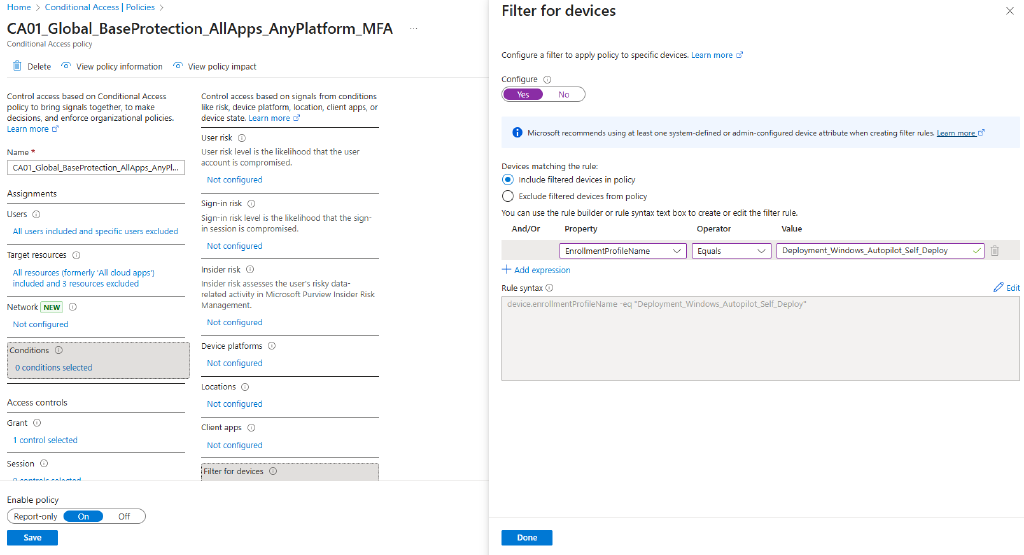 Home > Conditional Access | Policies >
CA01_Global_BaseProtection_AllApps_AnyPlatform_MFA ...
Conditional Access policy
Delete View policy information View policy impact
Control access based on Conditional Access
policy to bring signals together, to make
decisions, and enforce organizational policies.
Learn more
Name *
CA01_Global_BaseProtection_AllApps_AnyPl...
Assignments
Users
All users included and specific users excluded
Target resources
All resources (formerly 'All cloud apps')
included and 3 resources excluded
Network NEW
Not configured
Conditions
0 conditions selected
Access controls
Grant
1 control selected
Session
0 controls selected
Enable policy
Report-only On Off
Save
Control access based on signals from conditions
like risk, device platform, location, client apps, or
device state. Learn more
User risk
User risk level is the likelihood that the user
account is compromised.
Not configured
Sign-in risk
Sign-in risk level is the likelihood that the sign-
in session is compromised.
Not configured
Insider risk
Insider risk assesses the user's risky data-
related activity in Microsoft Purview Insider Risk
Management.
Not configured
Device platforms
Not configured
Locations
Not configured
Client apps
Not configured
Filter for devices
Filter for devices
Configure a filter to apply policy to specific devices. Learn more
Configure
Yes No
Microsoft recommends using at least one system-defined or admin-configured device attribute when creating filter rules. Learn more
Devices matching the rule:
Include filtered devices in policy
Exclude filtered devices from policy
You can use the rule builder or rule syntax text box to create or edit the filter rule.
And/Or Property Operator Value
EnrollmentProfileName Equals Deployment_Windows_Autopilot_Self_Deploy
Add expression
Rule syntax Edit
device.enrollmentProfileName -eq "Deployment_Windows_Autopilot_Self_Deploy"
Done